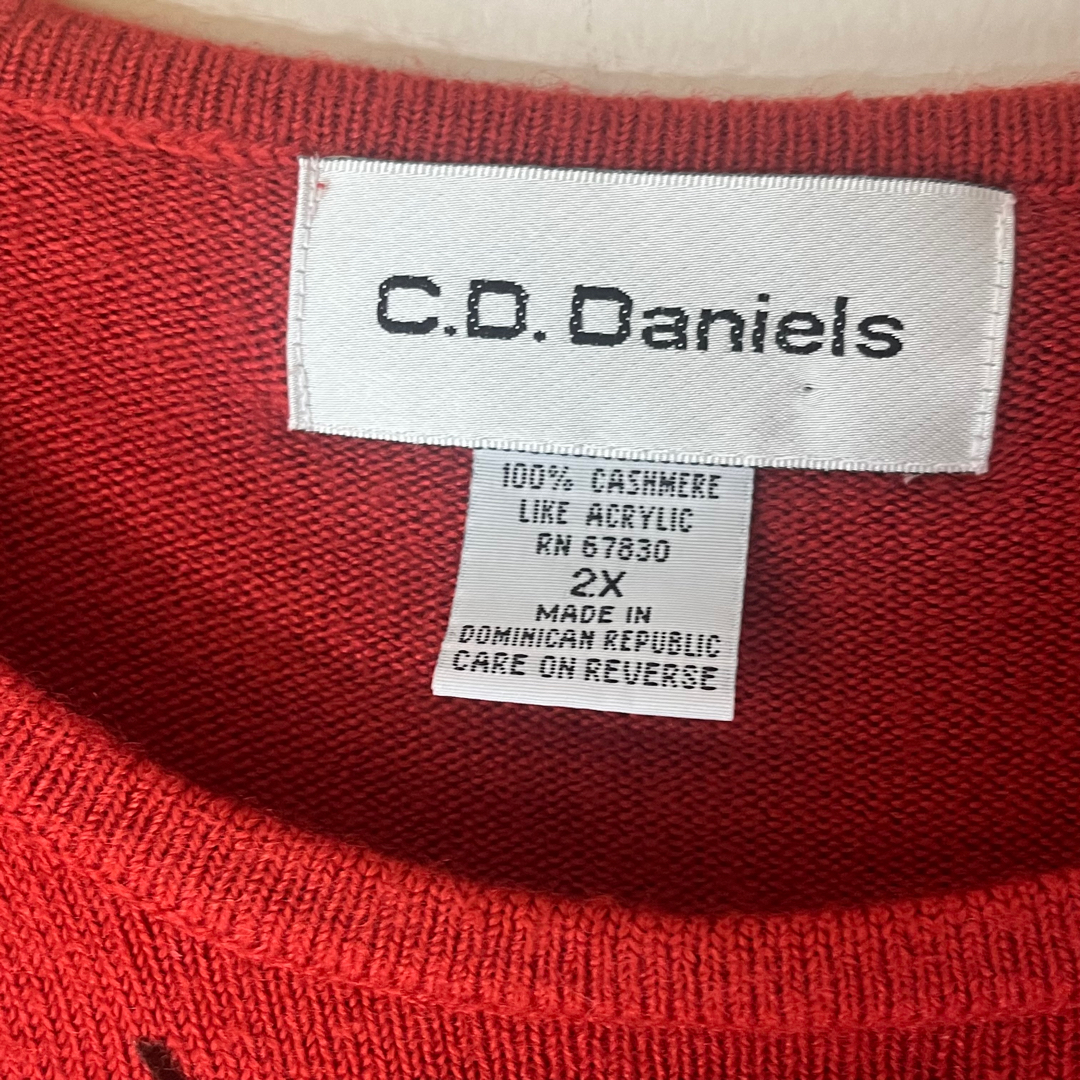 C.D. Daniels
100% CASHMERE
LIKE ACRYLIC
RN 67830
2X
MADE IN
DOMINICAN REPUBLIC
CARE ON REVERSE